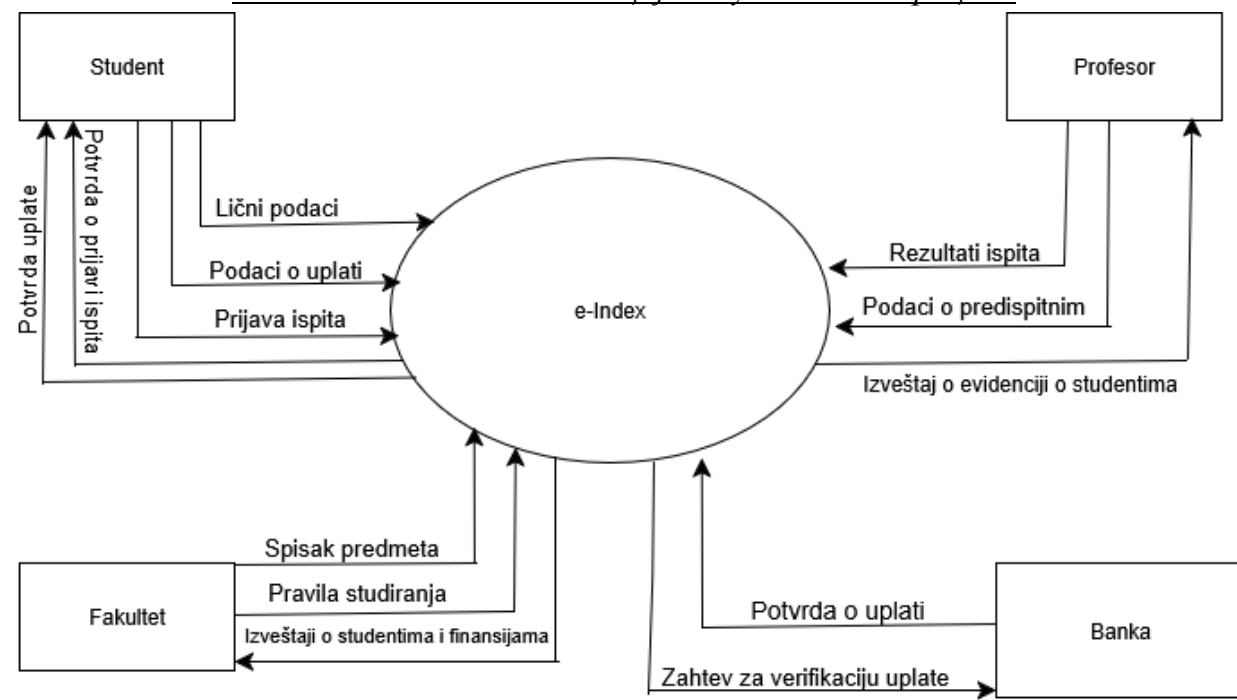 Student
Profesor
Potvrda uplate
Potvrda o prijavi ispita
Lični podaci
Podaci o uplati
Prijava ispita
e-Index
Rezultati ispita
Podaci o predispitnim
Izveštaj o evidenciji o studentima
Spisak predmeta
Pravila studiranja
Izveštaji o studentima i finansijama
Fakultet
Potvrda o uplati
Zahtev za verifikaciju uplate
Banka